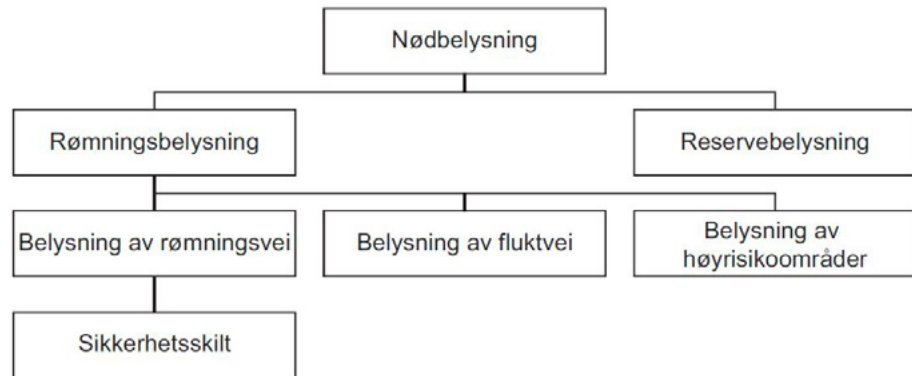 Nødbelysning
Rømningsbelysning
Reservebelysning
Belysning av rømningsvei
Belysning av fluktvei
Belysning av
høyrisikoområder
Sikkerhetsskilt